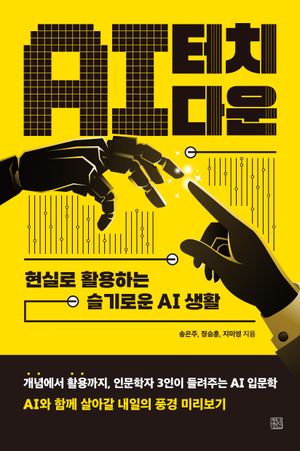 AI터치
다운
현실로 활용하는
슬기로운 AI 생활
송은주, 정승훈, 지미영 지음
개념에서 활용까지, 인문학자 3인이 들려주는 AI 입문학
AI와 함께 살아갈 내일의 풍경 미리보기